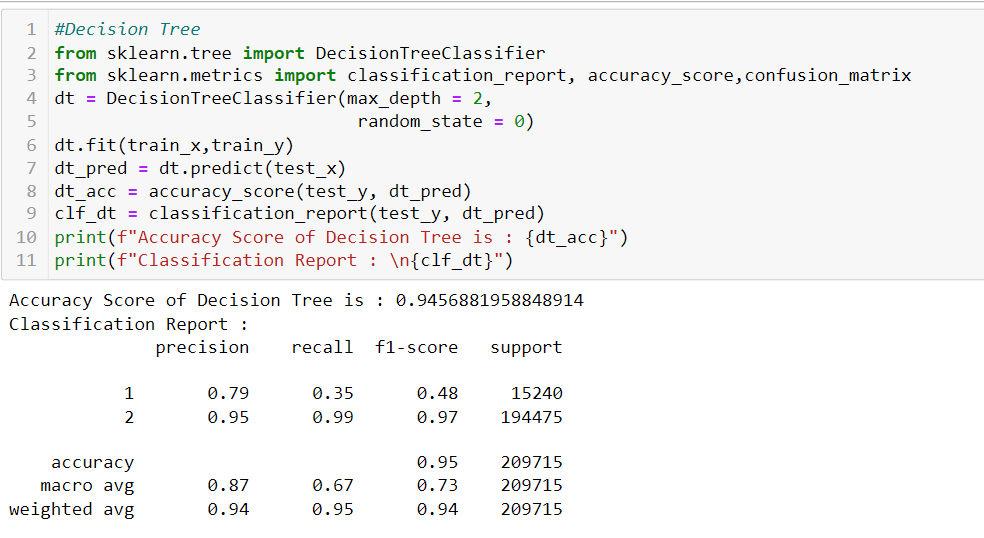 1 #Decision Tree
2 from sklearn.tree import DecisionTreeClassifier
3 from sklearn.metrics import classification_report, accuracy_score,confusion_matrix
4 dt = DecisionTreeClassifier(max_depth = 2,
5                             random_state = 0)
6 dt.fit(train_x,train_y)
7 dt_pred = dt.predict(test_x)
8 dt_acc = accuracy_score(test_y, dt_pred)
9 clf_dt = classification_report(test_y, dt_pred)
10 print(f"Accuracy Score of Decision Tree is : {dt_acc}")
11 print(f"Classification Report : \n{clf_dt}")
Accuracy Score of Decision Tree is : 0.9456881958848914
Classification Report :
              precision    recall  f1-score   support
           1       0.79      0.35      0.48     15240
           2       0.95      0.99      0.97    194475
    accuracy                           0.95    209715
   macro avg       0.87      0.67      0.73    209715
weighted avg       0.94      0.95      0.94    209715